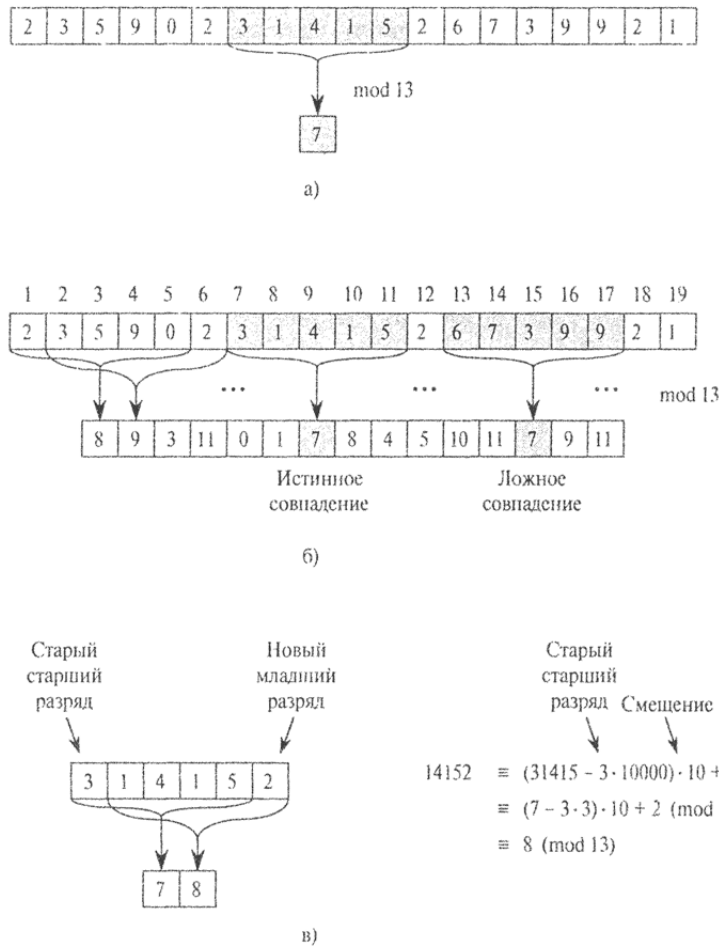 2 3 5 9 0 2 3 1 4 1 5 2 6 7 3 9 9 2 1
mod 13
7
а)
1 2 3 4 5 6 7 8 9 10 11 12 13 14 15 16 17 18 19
2 3 5 9 0 2 3 1 4 1 5 2 6 7 3 9 9 2 1
... ... ... mod 13
8 9 3 11 0 1 7 8 4 5 10 11 7 9 11
Истинное
совпадение
Ложное
совпадение
б)
Старый
старший
разряд
Новый
младший
разряд
3 1 4 1 5 2
7 8
Старый
старший
разряд
Смещение
14152 ≡ (31415 − 3·10000)·10 +
≡ (7 − 3·3)·10 + 2 (mod
≡ 8 (mod 13)
в)